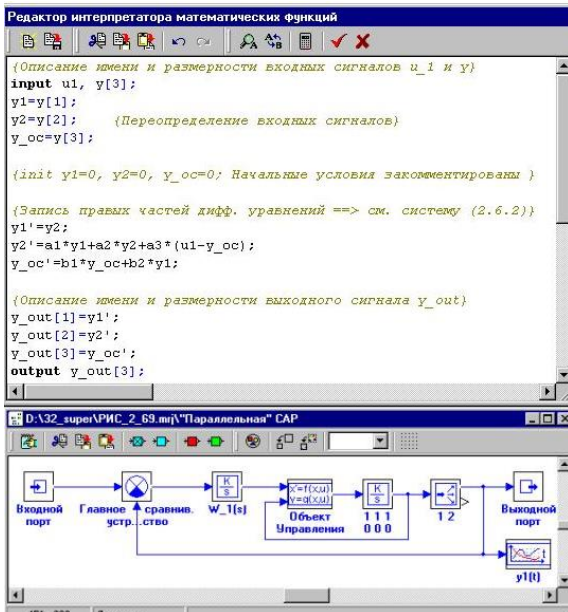 Редактор интерпретатора математических функций
{Описание имени и размерности входных сигналов u_1 и y}
input u1, y[3];
y1=y[1];
y2=y[2]; {Переопределение входных сигналов}
y_oc=y[3];
{init y1=0, y2=0, y_oc=0; Начальные условия закомментированы }
{Запись правых частей дифф. уравнений ==> см. систему (2.6.2)}
y1'=y2;
y2'=a1*y1+a2*y2+a3*(u1-y_oc);
y_oc'=b1*y_oc+b2*y1;
{Описание имени и размерности выходного сигнала y_out}
y_out[1]=y1';
y_out[2]=y2';
y_out[3]=y_oc';
output y_out[3];
D:\32_super\РИС_2_69.mrj\"Параллельная" САР
Входной порт
Главное сравнив. устр...ство
K s
W_1(s)
x'=f(x,u) y=g(x,u)
Объект Управления
K s
1 1 1
0 0 0
1 2
Выходной порт
t
y1(t)